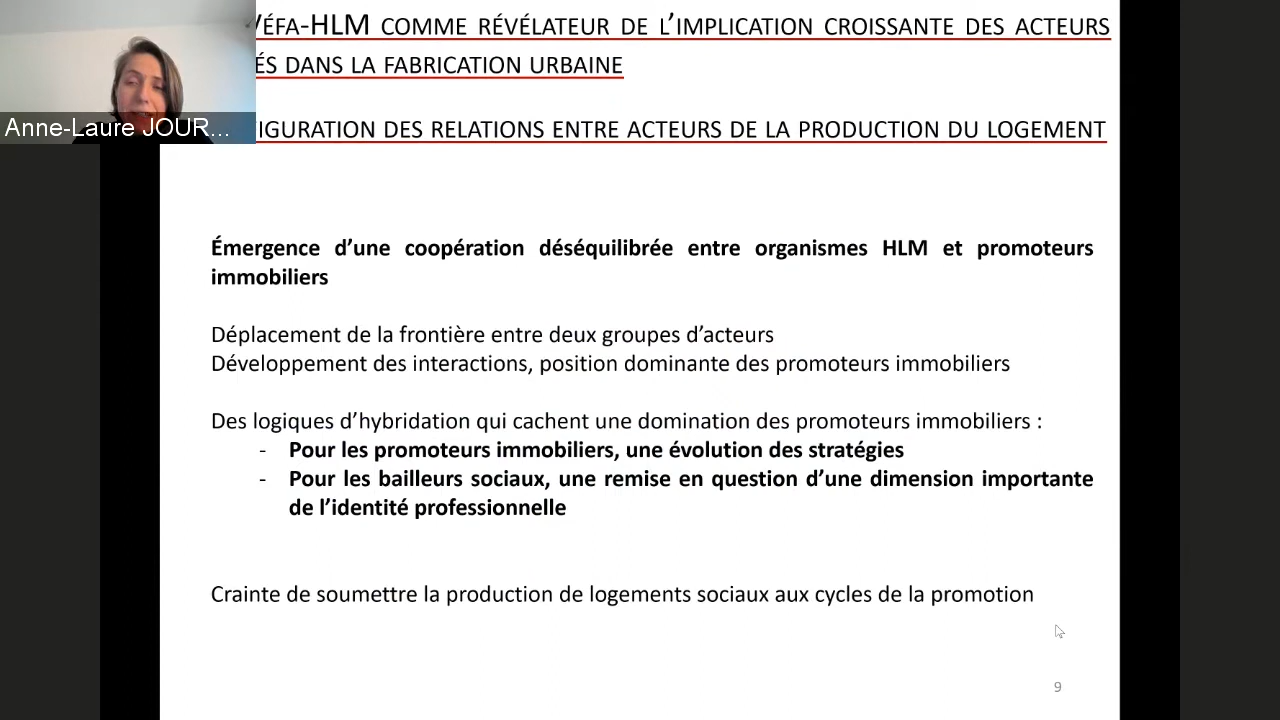 VÉFA-HLM COMME RÉVÉLATEUR DE L’IMPLICATION CROISSANTE DES ACTEURS
ÉS DANS LA FABRICATION URBAINE
IGURATION DES RELATIONS ENTRE ACTEURS DE LA PRODUCTION DU LOGEMENT
Anne-Laure JOUR...
Émergence d’une coopération déséquilibrée entre organismes HLM et promoteurs
immobiliers
Déplacement de la frontière entre deux groupes d’acteurs
Développement des interactions, position dominante des promoteurs immobiliers
Des logiques d’hybridation qui cachent une domination des promoteurs immobiliers :
- Pour les promoteurs immobiliers, une évolution des stratégies
- Pour les bailleurs sociaux, une remise en question d’une dimension importante
de l’identité professionnelle
Crainte de soumettre la production de logements sociaux aux cycles de la promotion
9